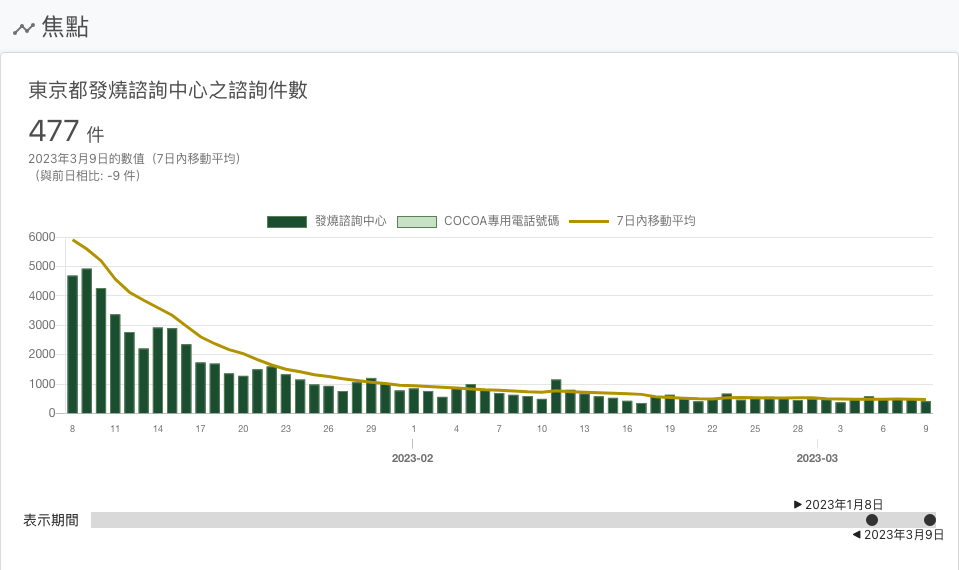 焦點
東京都發燒諮詢中心之諮詢件數
477 件
2023年3月9日的數值（7日內移動平均）
（與前日相比: -9 件）
發燒諮詢中心 COCOA專用電話號碼 7日內移動平均
6000
5000
4000
3000
2000
1000
0
8 11 14 17 20 23 26 29 1 4 7 10 13 16 19 22 25 28 3 6 9
2023-02 2023-03
▶ 2023年1月8日
表示期間
◀ 2023年3月9日